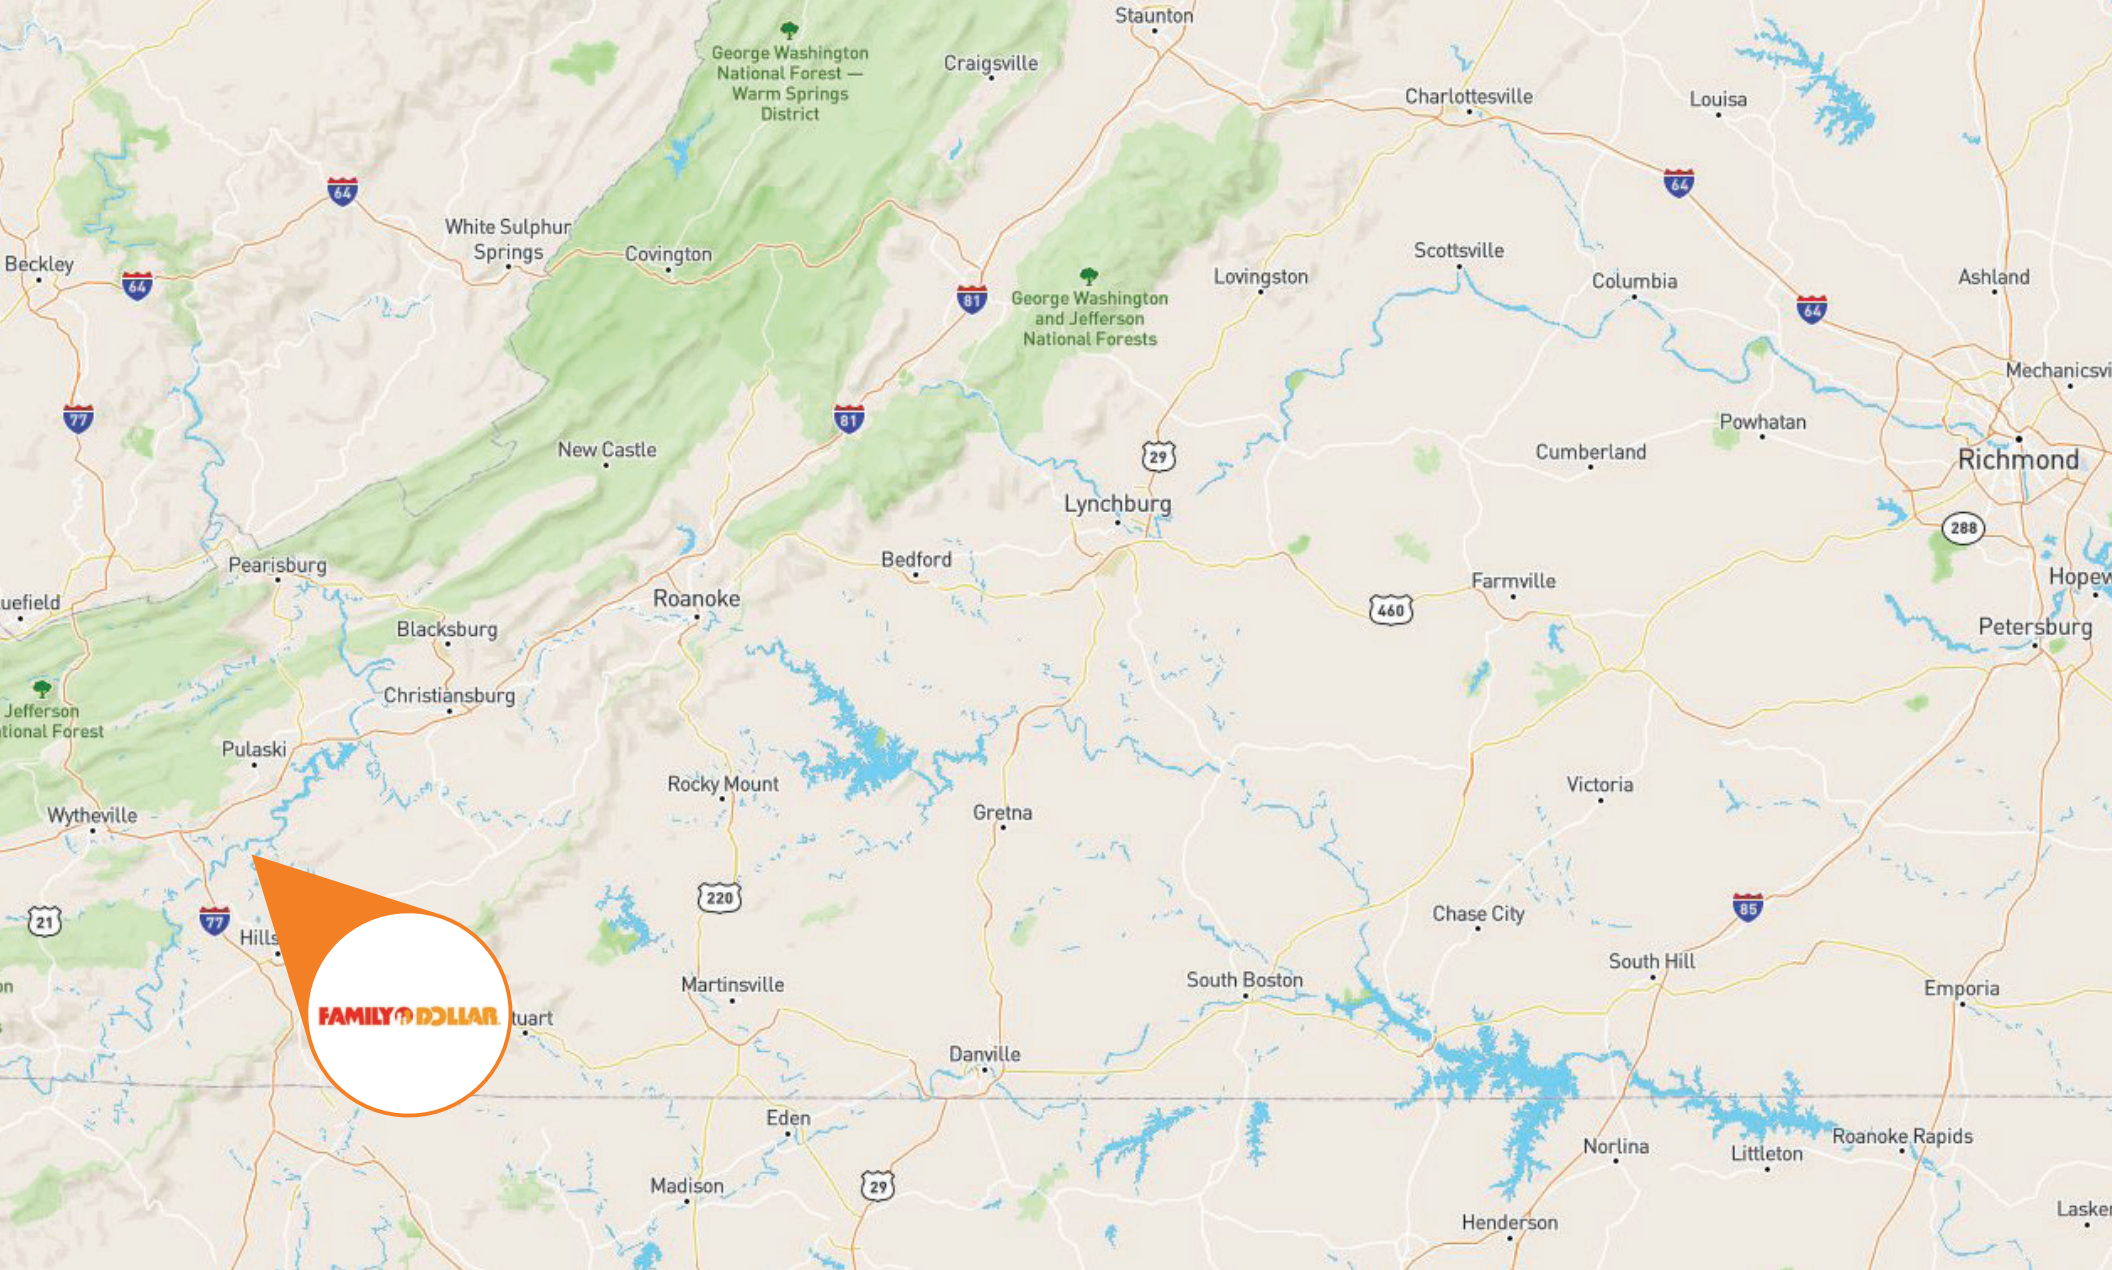 Staunton
George Washington
National Forest —
Warm Springs
District
Craigsville
Charlottesville
Louisa
64
64
White Sulphur
Springs
Covington
Beckley
64
81
George Washington
and Jefferson
National Forests
Lovingston
Scottsville
Columbia
Ashland
64
Mechanicsvi
77
81
New Castle
29
Powhatan
Cumberland
Richmond
Lynchburg
288
Pearisburg
Bedford
460
Farmville
Hopew
uefield
Roanoke
Blacksburg
Petersburg
Jefferson
tional Forest
Christiansburg
Pulaski
Rocky Mount
Victoria
Wytheville
Gretna
220
21
77
Hills
Chase City
85
South Hill
on
Martinsville
South Boston
Emporia
FAMILY DOLLAR
tuart
Danville
Eden
Norlina
Littleton
Roanoke Rapids
Madison
29
Henderson
Lasker